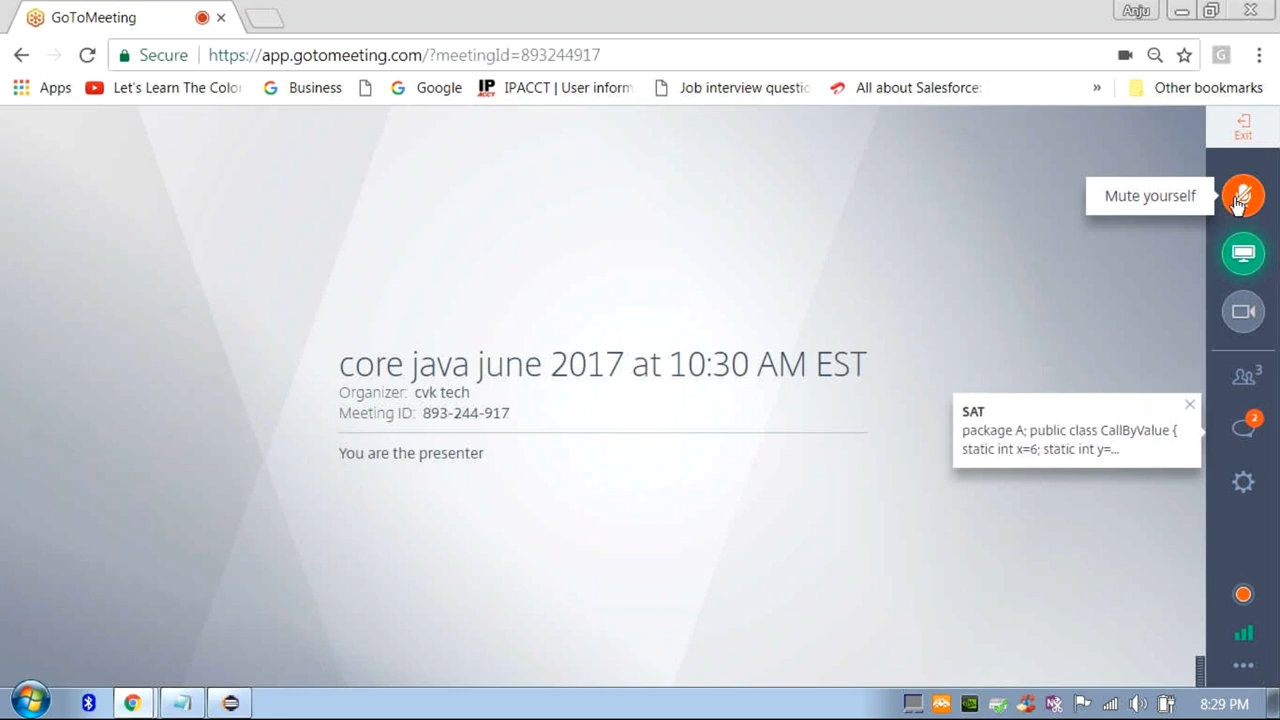 GoToMeeting
Anju
Secure
https://app.gotomeeting.com/?meetingId=893244917
G
Apps
Let's Learn The Color
G
Business
G
Google
IP
ACCT
IPACCT | User inform
Job interview questio
All about Salesforce:
»
Other bookmarks
Exit
Mute yourself
core java june 2017 at 10:30 AM EST
Organizer: cvk tech
Meeting ID: 893-244-917
You are the presenter
3
2
SAT
package A; public class CallByValue {
static int x=6; static int y=...
8:29 PM